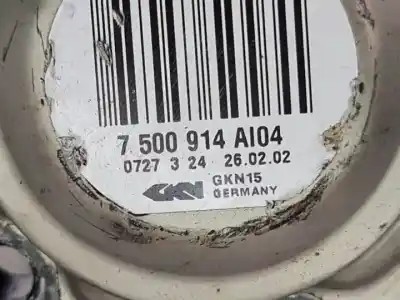 7 500 914 AI04
0727 3 24 26.02.02
GKN GKN15
GERMANY